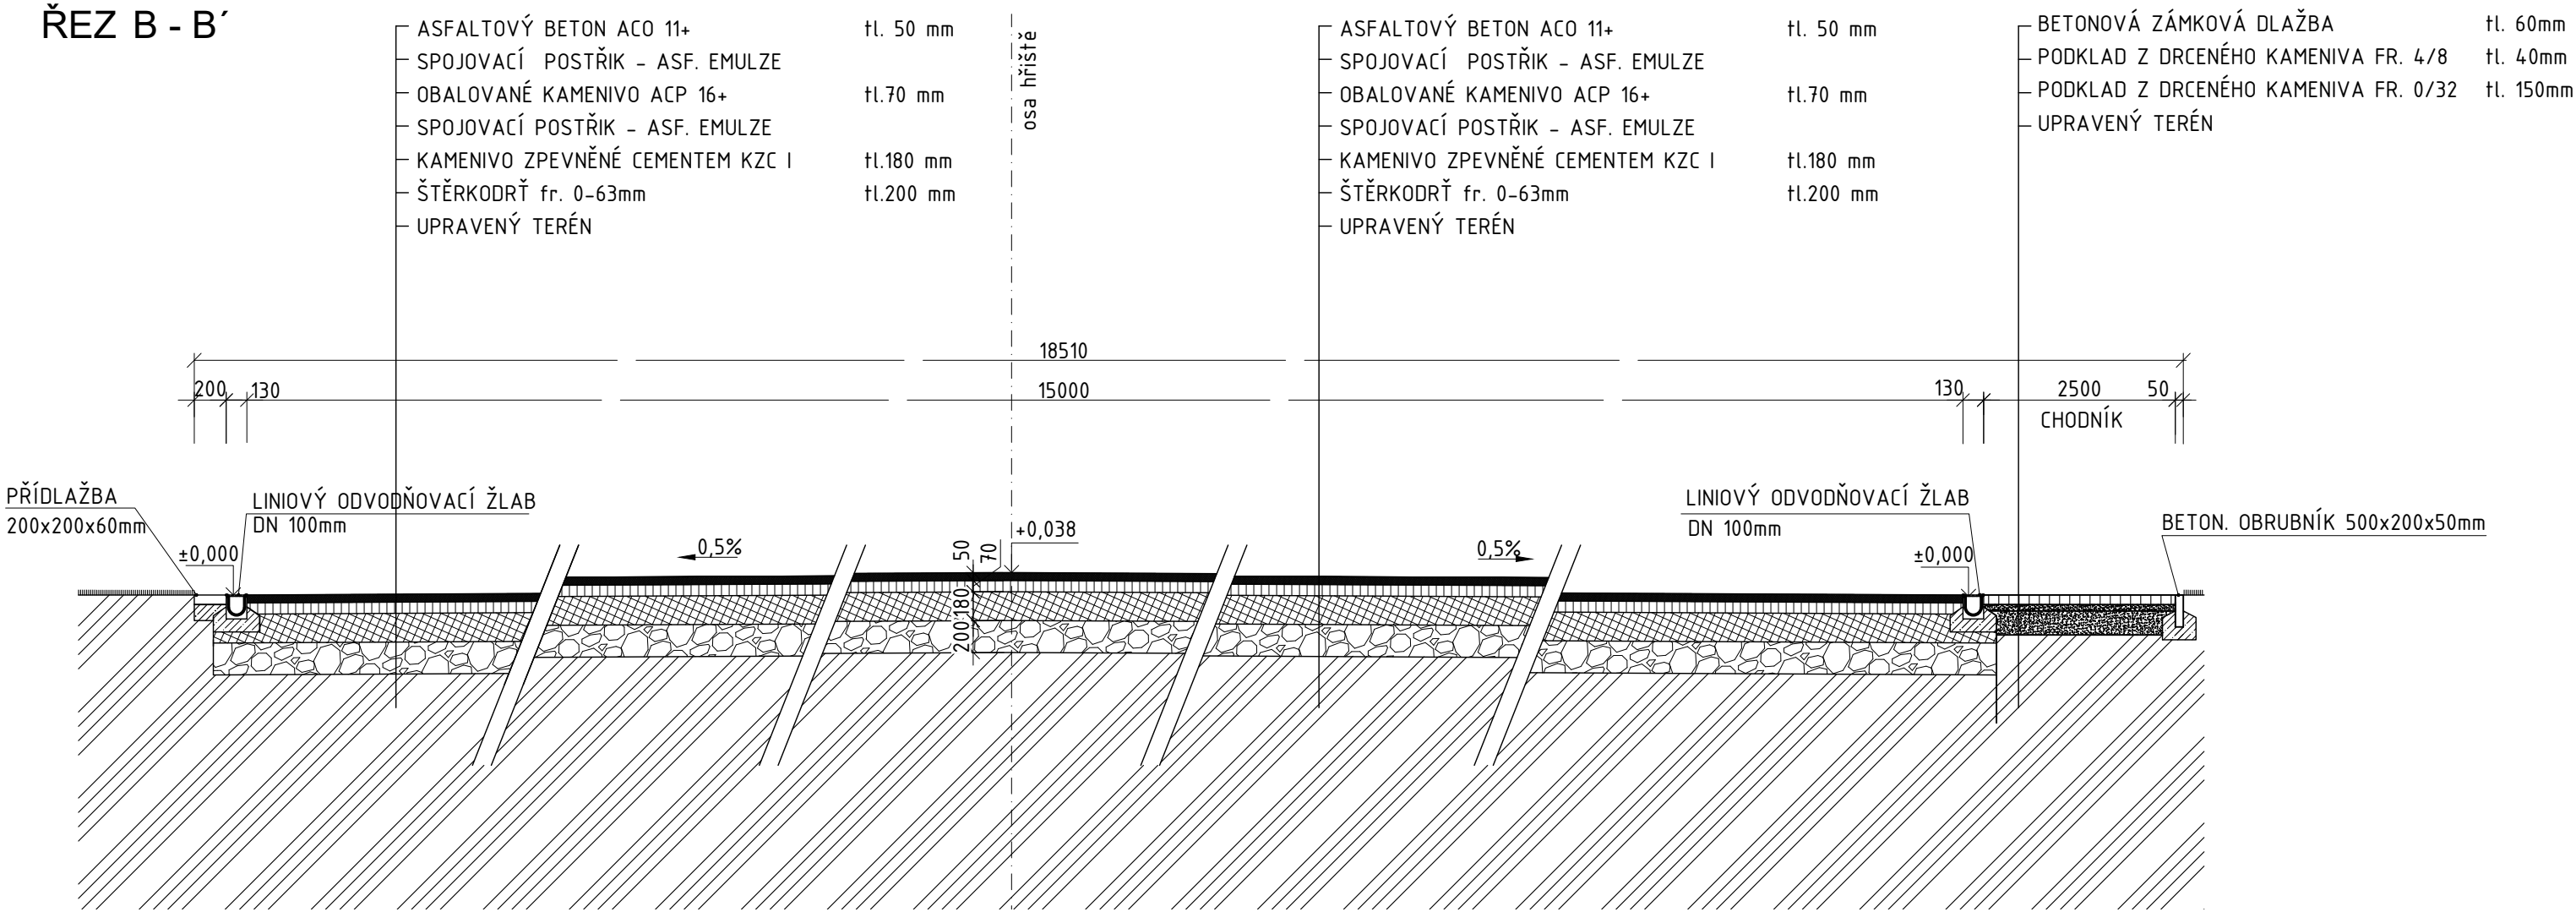 ŘEZ B - B´
ASFALTOVÝ BETON ACO 11+ tl. 50 mm
SPOJOVACÍ POSTŘIK - ASF. EMULZE
OBALOVANÉ KAMENIVO ACP 16+ tl.70 mm
SPOJOVACÍ POSTŘIK - ASF. EMULZE
KAMENIVO ZPEVNĚNÉ CEMENTEM KZC I tl.180 mm
ŠTĚRKODRŤ fr. 0-63mm tl.200 mm
UPRAVENÝ TERÉN
osa hřiště
ASFALTOVÝ BETON ACO 11+ tl. 50 mm
SPOJOVACÍ POSTŘIK - ASF. EMULZE
OBALOVANÉ KAMENIVO ACP 16+ tl.70 mm
SPOJOVACÍ POSTŘIK - ASF. EMULZE
KAMENIVO ZPEVNĚNÉ CEMENTEM KZC I tl.180 mm
ŠTĚRKODRŤ fr. 0-63mm tl.200 mm
UPRAVENÝ TERÉN
BETONOVÁ ZÁMKOVÁ DLAŽBA tl. 60mm
PODKLAD Z DRCENÉHO KAMENIVA FR. 4/8 tl. 40mm
PODKLAD Z DRCENÉHO KAMENIVA FR. 0/32 tl. 150mm
UPRAVENÝ TERÉN
18510
200 130 15000 130 2500 50
CHODNÍK
PŘÍDLAŽBA
200x200x60mm
LINIOVÝ ODVODŇOVACÍ ŽLAB
DN 100mm
±0,000
0,5%
50
70
180
200
+0,038
0,5%
LINIOVÝ ODVODŇOVACÍ ŽLAB
DN 100mm
±0,000
BETON. OBRUBNÍK 500x200x50mm